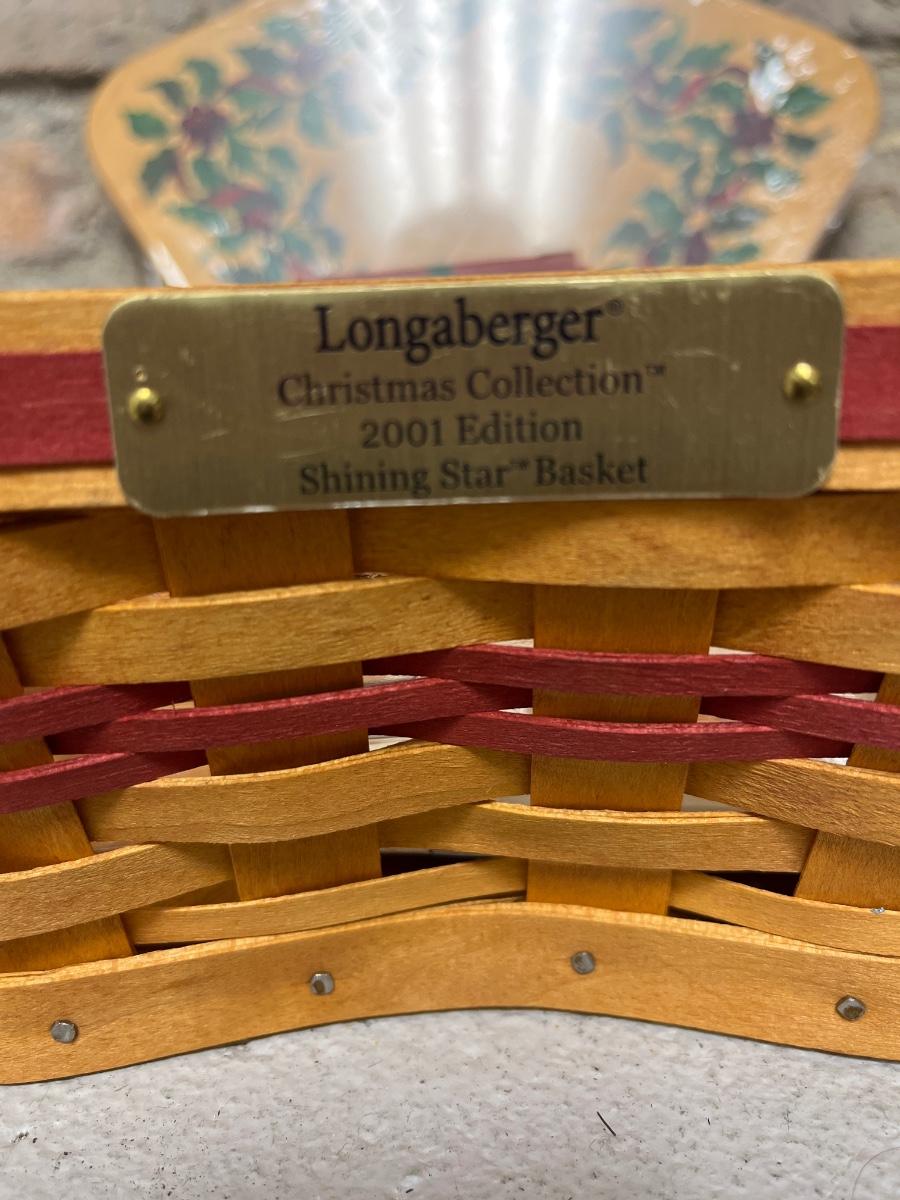 Longaberger®
Christmas Collection™
2001 Edition
Shining Star™ Basket